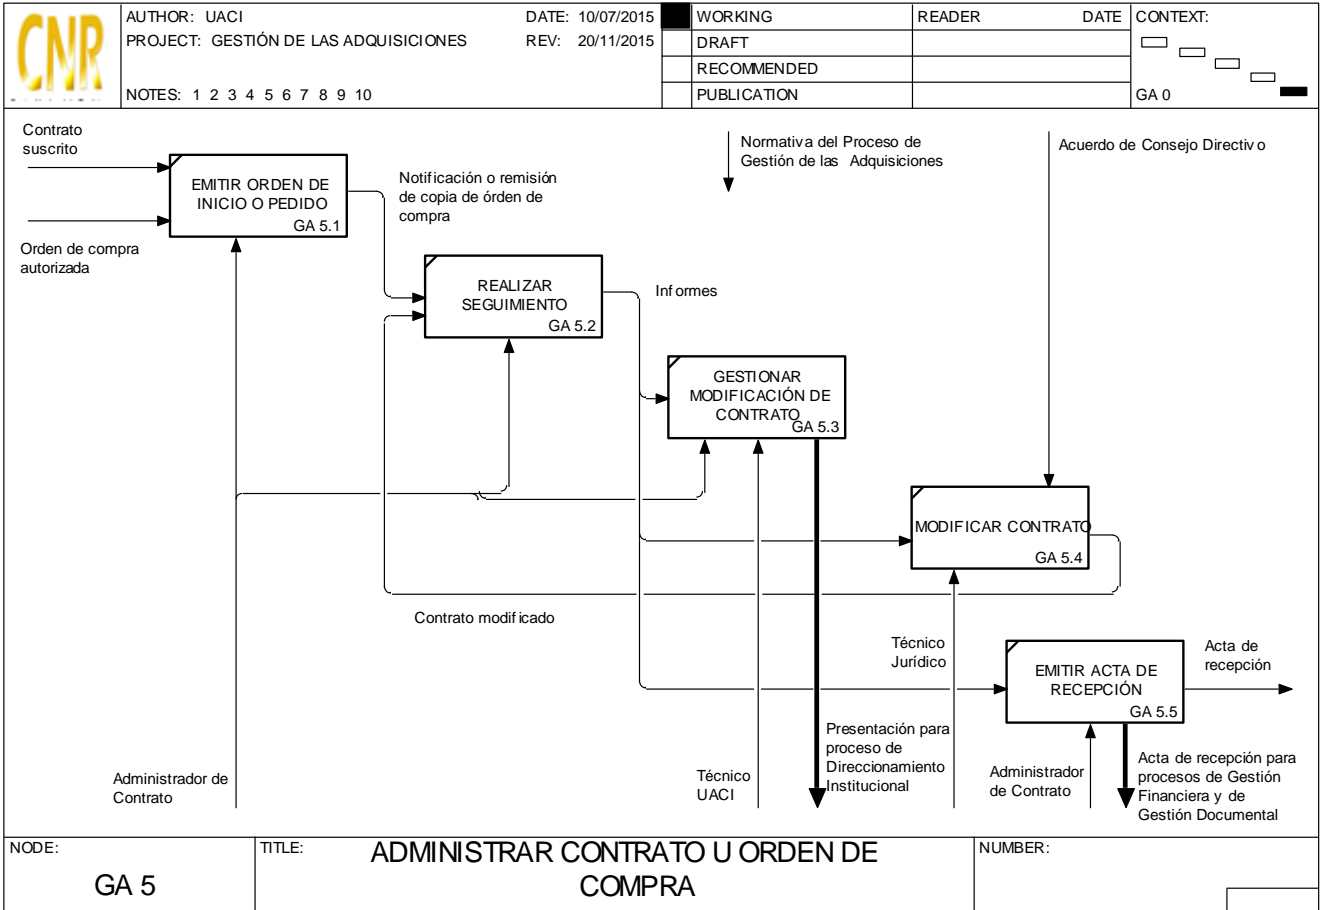 CNR
AUTHOR: UACI
DATE: 10/07/2015
PROJECT: GESTIÓN DE LAS ADQUISICIONES
REV: 20/11/2015
NOTES: 1 2 3 4 5 6 7 8 9 10
WORKING
DRAFT
RECOMMENDED
PUBLICATION
READER DATE
CONTEXT:
GA 0
Contrato
suscrito
Orden de compra
autorizada
EMITIR ORDEN DE
INICIO O PEDIDO
GA 5.1
Notificación o remisión
de copia de órden de
compra
Normativa del Proceso de
Gestión de las Adquisiciones
Acuerdo de Consejo Directivo
REALIZAR
SEGUIMIENTO
GA 5.2
Informes
GESTIONAR
MODIFICACIÓN DE
CONTRATO
GA 5.3
MODIFICAR CONTRATO
GA 5.4
Contrato modificado
Técnico
Jurídico
EMITIR ACTA DE
RECEPCIÓN
GA 5.5
Acta de
recepción
Administrador de
Contrato
Técnico
UACI
Presentación para
proceso de
Direccionamiento
Institucional
Administrador
de Contrato
Acta de recepción para
procesos de Gestión
Financiera y de
Gestión Documental
NODE:
GA 5
TITLE:
ADMINISTRAR CONTRATO U ORDEN DE
COMPRA
NUMBER: